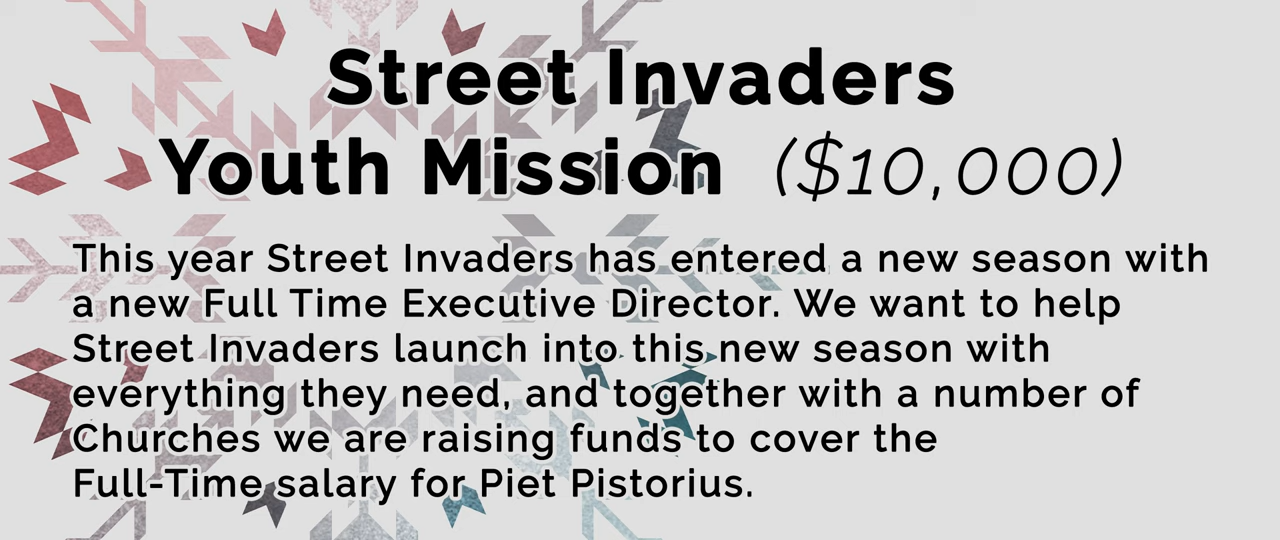 Street Invaders
Youth Mission ($10,000)
This year Street Invaders has entered a new season with
a new Full Time Executive Director. We want to help
Street Invaders launch into this new season with
everything they need, and together with a number of
Churches we are raising funds to cover the
Full-Time salary for Piet Pistorius.